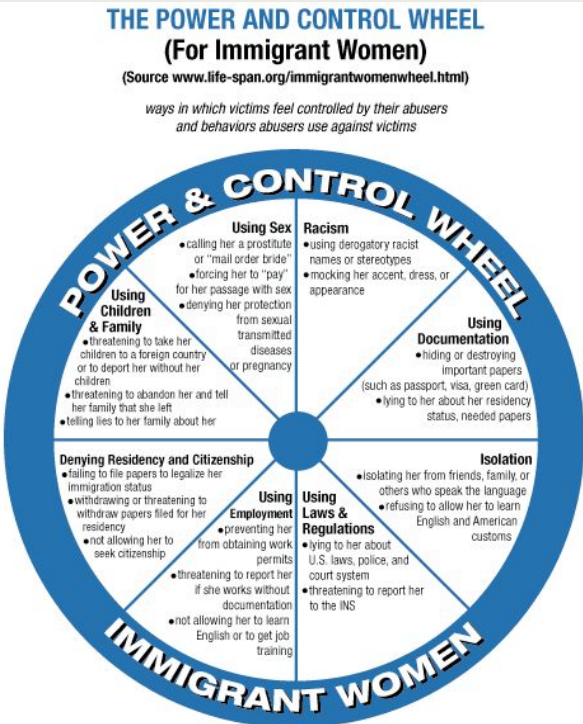 THE POWER AND CONTROL WHEEL
(For Immigrant Women)
(Source www.life-span.org/immigrantwomenwheel.html)
ways in which victims feel controlled by their abusers
and behaviors abusers use against victims
POWER & CONTROL WHEEL
Using Sex
•calling her a prostitute
or "mail order bride"
•forcing her to "pay"
for her passage with sex
•denying her protection
from sexual
transmitted
diseases
or pregnancy
Racism
•using derogatory racist
names or stereotypes
•mocking her accent, dress, or
appearance
Using
Children
& Family
•threatening to take her
children to a foreign country
or to deport her without her
children
•threatening to abandon her and tell
her family that she left
•telling lies to her family about her
Using
Documentation
•hiding or destroying
important papers
(such as passport, visa, green card)
•lying to her about her residency
status, needed papers
Denying Residency and Citizenship
•failing to file papers to legalize her
immigration status
•withdrawing or threatening to
withdraw papers filed for her
residency
•not allowing her to
seek citizenship
Isolation
•isolating her from friends, family, or
others who speak the language
•refusing to allow her to learn
English and American
customs
Using
Employment
•preventing her
from obtaining work
permits
•threatening to report her
if she works without
documentation
•not allowing her to learn
English or to get job
training
Using
Laws &
Regulations
•lying to her about
U.S. laws, police, and
court system
•threatening to report her
to the INS
IMMIGRANT WOMEN